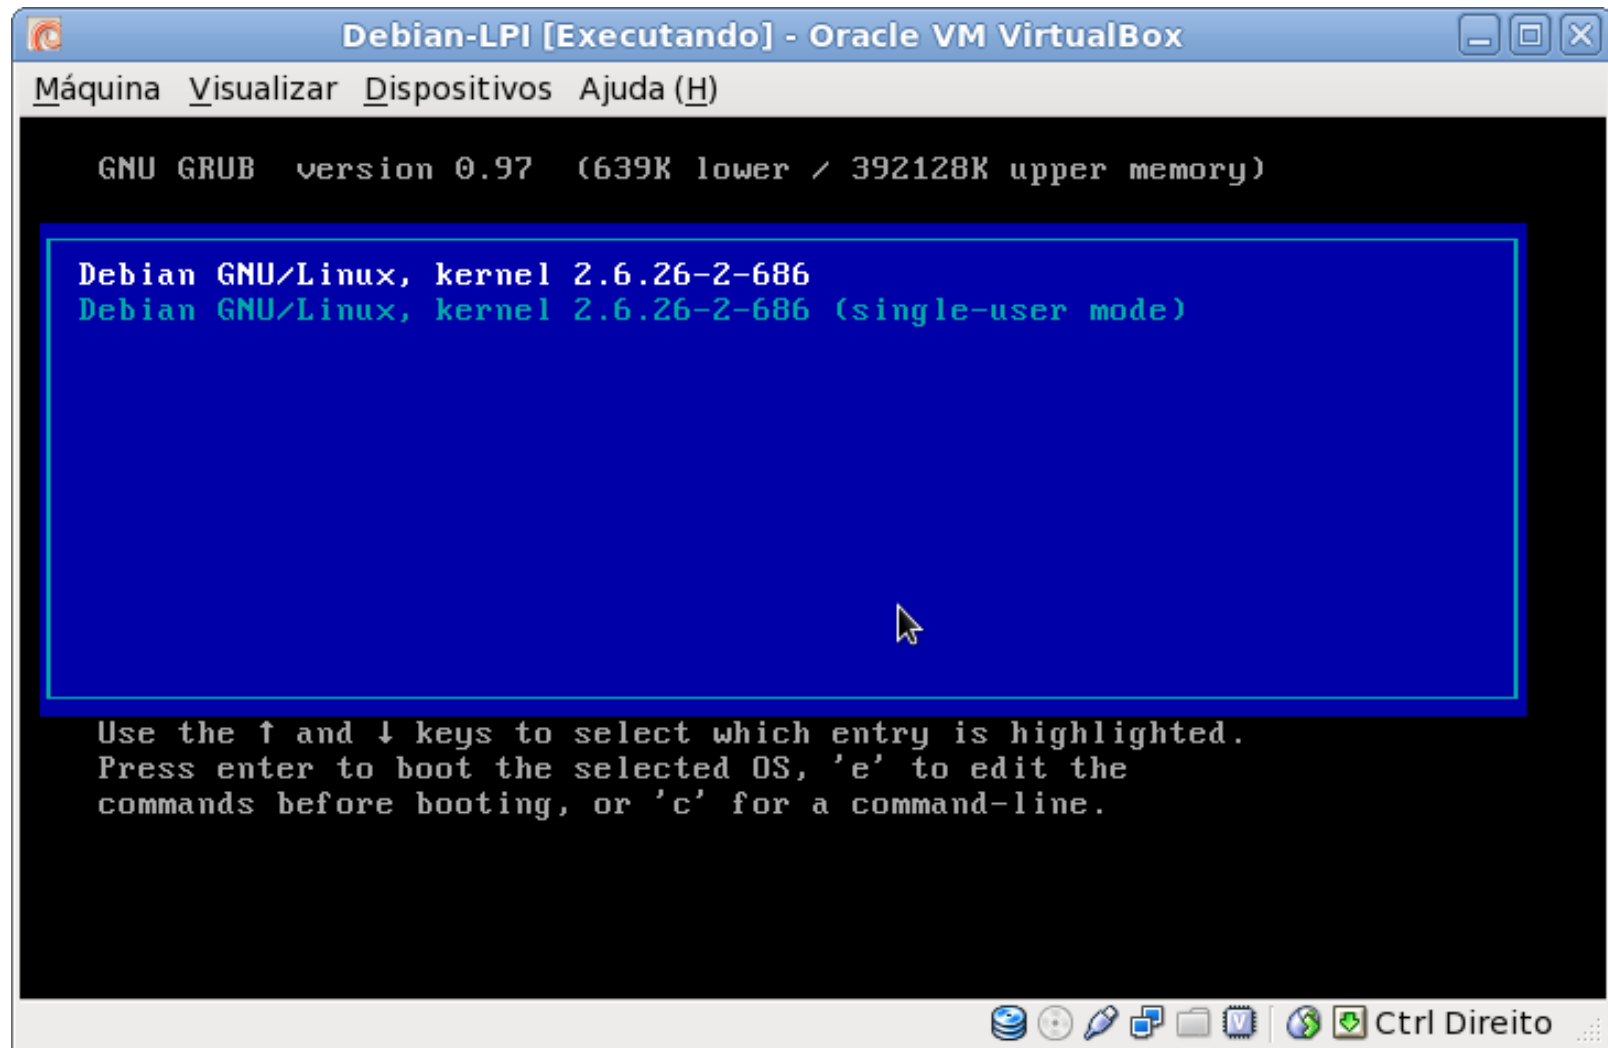 Debian-LPI [Executando] - Oracle VM VirtualBox
Máquina Visualizar Dispositivos Ajuda (H)
GNU GRUB version 0.97 (639K lower / 392128K upper memory)
Debian GNU/Linux, kernel 2.6.26-2-686
Debian GNU/Linux, kernel 2.6.26-2-686 (single-user mode)
Use the ↑ and ↓ keys to select which entry is highlighted.
Press enter to boot the selected OS, 'e' to edit the
commands before booting, or 'c' for a command-line.
Ctrl Direito